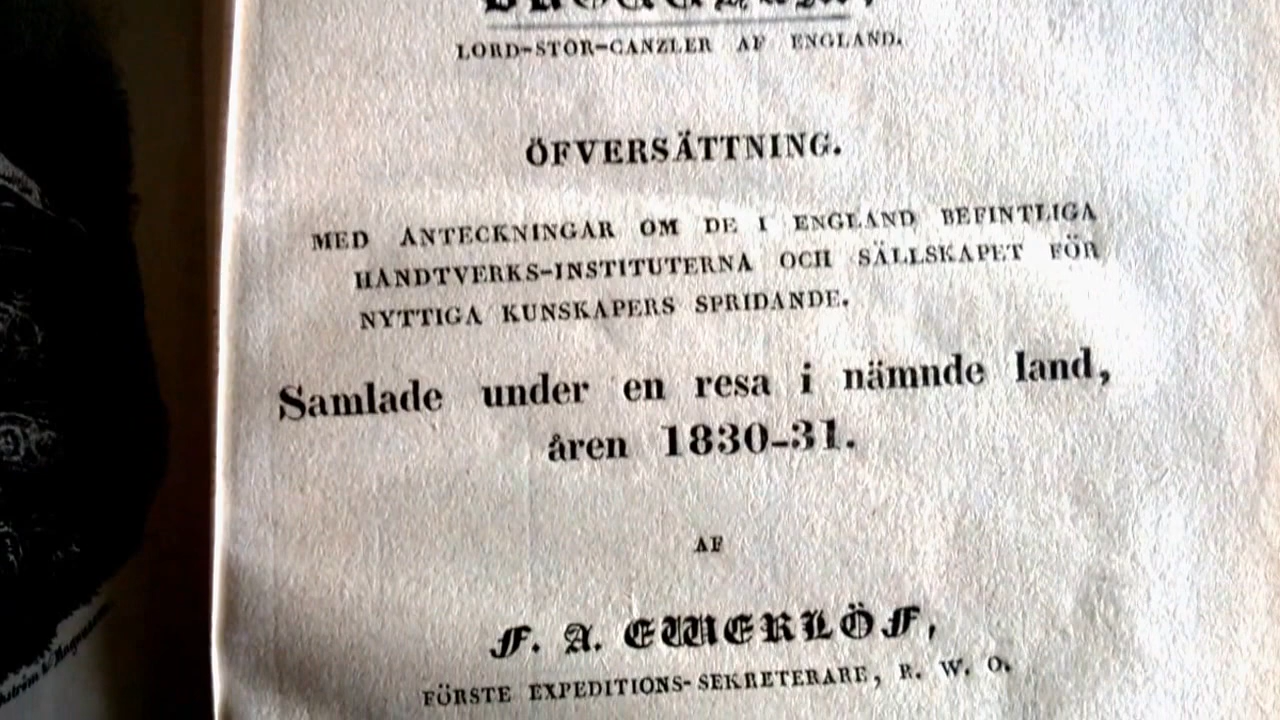 LORD-STOR-CANZLER AF ENGLAND.
ÖFVERSÄTTNING.
MED ANTECKNINGAR OM DE I ENGLAND BEFINTLIGA
HANDTVERKS-INSTITUTERNA OCH SÄLLSKAPET FÖR
NYTTIGA KUNSKAPERS SPRIDANDE.
Samlade under en resa i nämnde land,
åren 1830-31.
AF
F. A. EWERLÖF,
FÖRSTE EXPEDITIONS-SEKRETERARE, R. W. O.